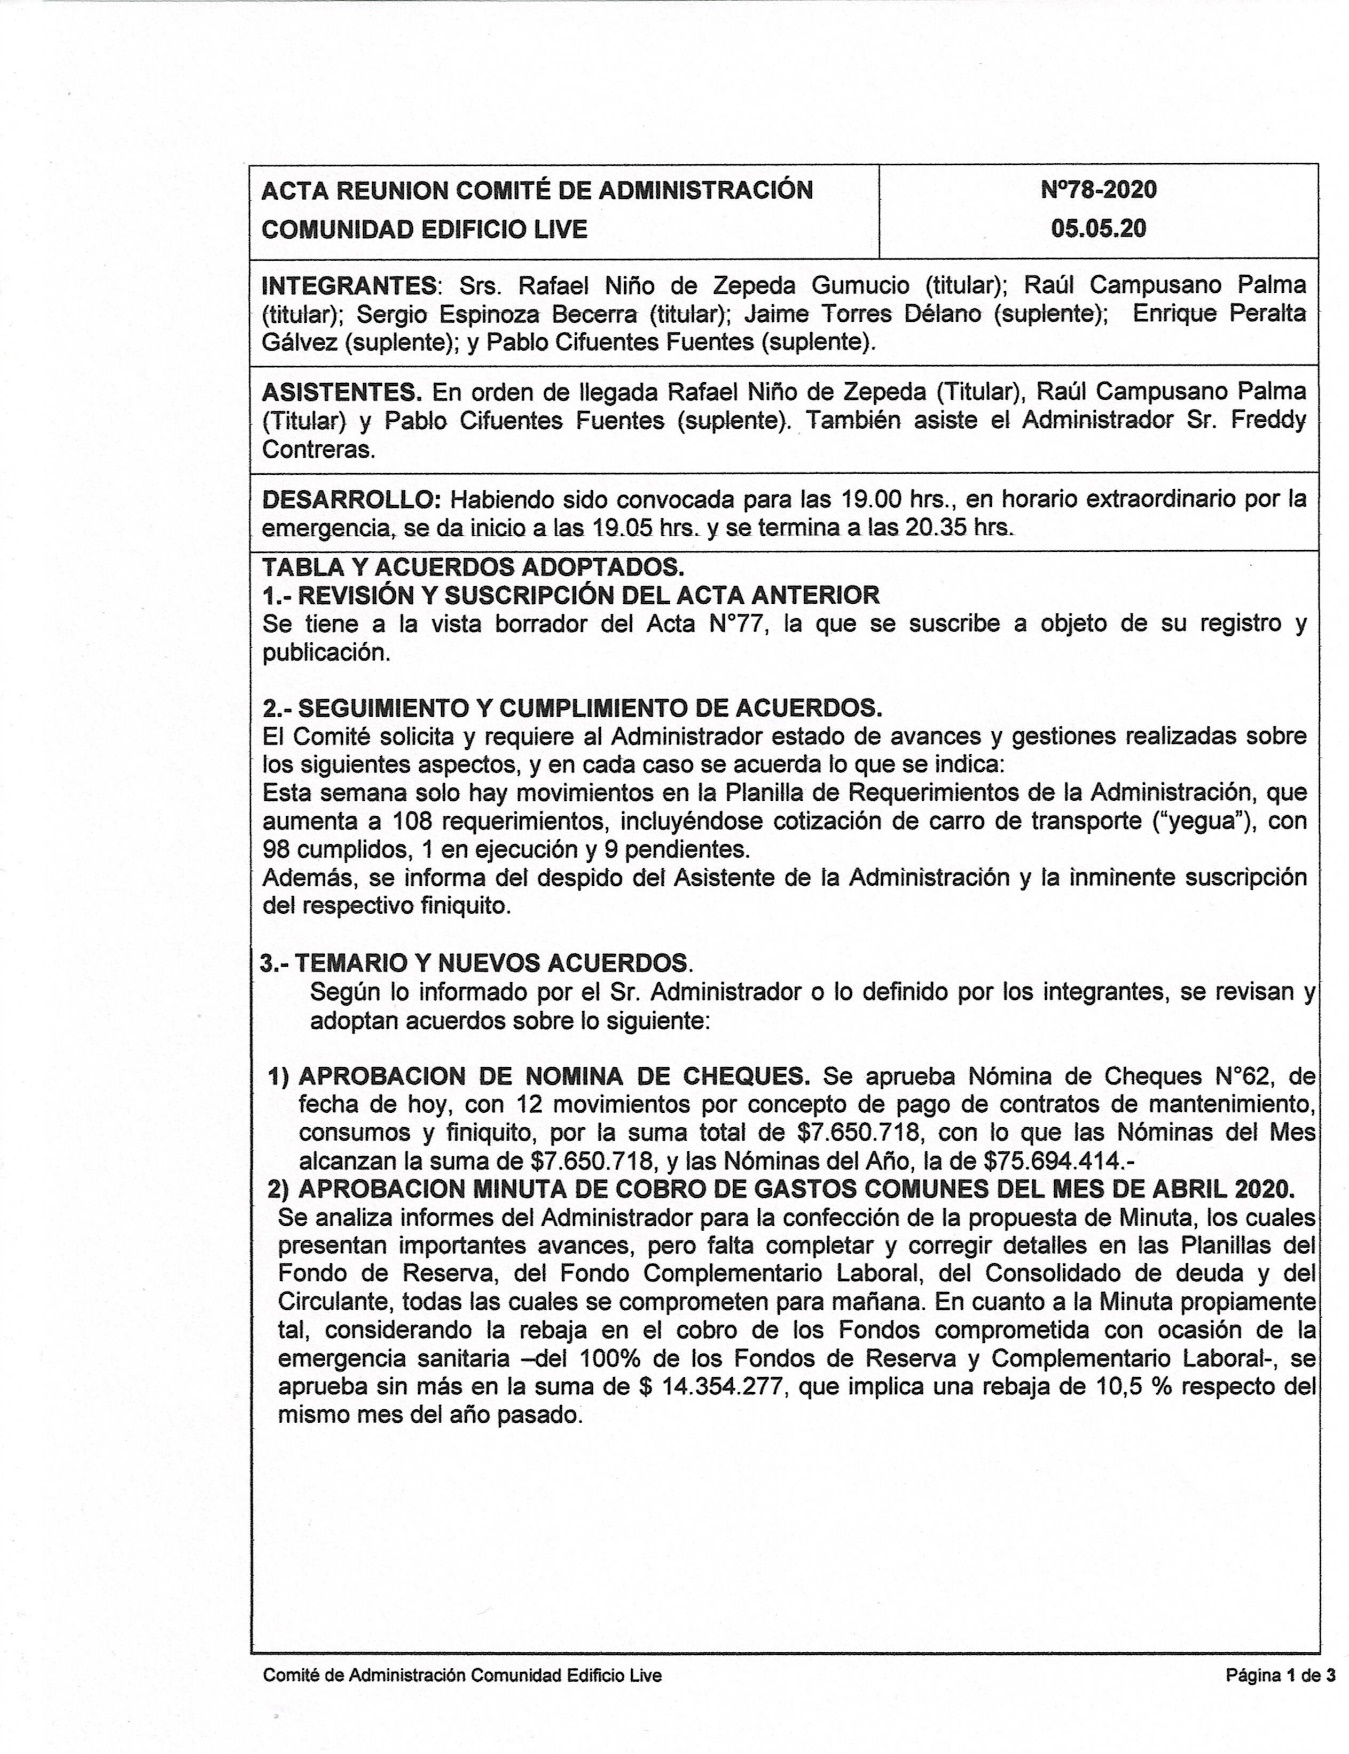 ACTA REUNION COMITÉ DE ADMINISTRACIÓN
COMUNIDAD EDIFICIO LIVE
Nº78-2020
05.05.20
INTEGRANTES: Srs. Rafael Niño de Zepeda Gumucio (titular); Raúl Campusano Palma
(titular); Sergio Espinoza Becerra (titular); Jaime Torres Délano (suplente); Enrique Peralta
Gálvez (suplente); y Pablo Cifuentes Fuentes (suplente).
ASISTENTES. En orden de llegada Rafael Niño de Zepeda (Titular), Raúl Campusano Palma
(Titular) y Pablo Cifuentes Fuentes (suplente). También asiste el Administrador Sr. Freddy
Contreras.
DESARROLLO: Habiendo sido convocada para las 19.00 hrs., en horario extraordinario por la
emergencia, se da inicio a las 19.05 hrs. y se termina a las 20.35 hrs.
TABLA Y ACUERDOS ADOPTADOS.
1.- REVISIÓN Y SUSCRIPCIÓN DEL ACTA ANTERIOR
Se tiene a la vista borrador del Acta N°77, la que se suscribe a objeto de su registro y
publicación.
2.- SEGUIMIENTO Y CUMPLIMIENTO DE ACUERDOS.
El Comité solicita y requiere al Administrador estado de avances y gestiones realizadas sobre
los siguientes aspectos, y en cada caso se acuerda lo que se indica:
Esta semana solo hay movimientos en la Planilla de Requerimientos de la Administración, que
aumenta a 108 requerimientos, incluyéndose cotización de carro de transporte (“yegua”), con
98 cumplidos, 1 en ejecución y 9 pendientes.
Además, se informa del despido del Asistente de la Administración y la inminente suscripción
del respectivo finiquito.
3.- TEMARIO Y NUEVOS ACUERDOS.
Según lo informado por el Sr. Administrador o lo definido por los integrantes, se revisan y
adoptan acuerdos sobre lo siguiente:
1) APROBACION DE NOMINA DE CHEQUES. Se aprueba Nómina de Cheques N°62, de
fecha de hoy, con 12 movimientos por concepto de pago de contratos de mantenimiento,
consumos y finiquito, por la suma total de $7.650.718, con lo que las Nóminas del Mes
alcanzan la suma de $7.650.718, y las Nóminas del Año, la de $75.694.414.-
2) APROBACION MINUTA DE COBRO DE GASTOS COMUNES DEL MES DE ABRIL 2020.
Se analiza informes del Administrador para la confección de la propuesta de Minuta, los cuales
presentan importantes avances, pero falta completar y corregir detalles en las Planillas del
Fondo de Reserva, del Fondo Complementario Laboral, del Consolidado de deuda y del
Circulante, todas las cuales se comprometen para mañana. En cuanto a la Minuta propiamente
tal, considerando la rebaja en el cobro de los Fondos comprometida con ocasión de la
emergencia sanitaria –del 100% de los Fondos de Reserva y Complementario Laboral-, se
aprueba sin más en la suma de $ 14.354.277, que implica una rebaja de 10,5 % respecto del
mismo mes del año pasado.
Comité de Administración Comunidad Edificio Live
Página 1 de 3